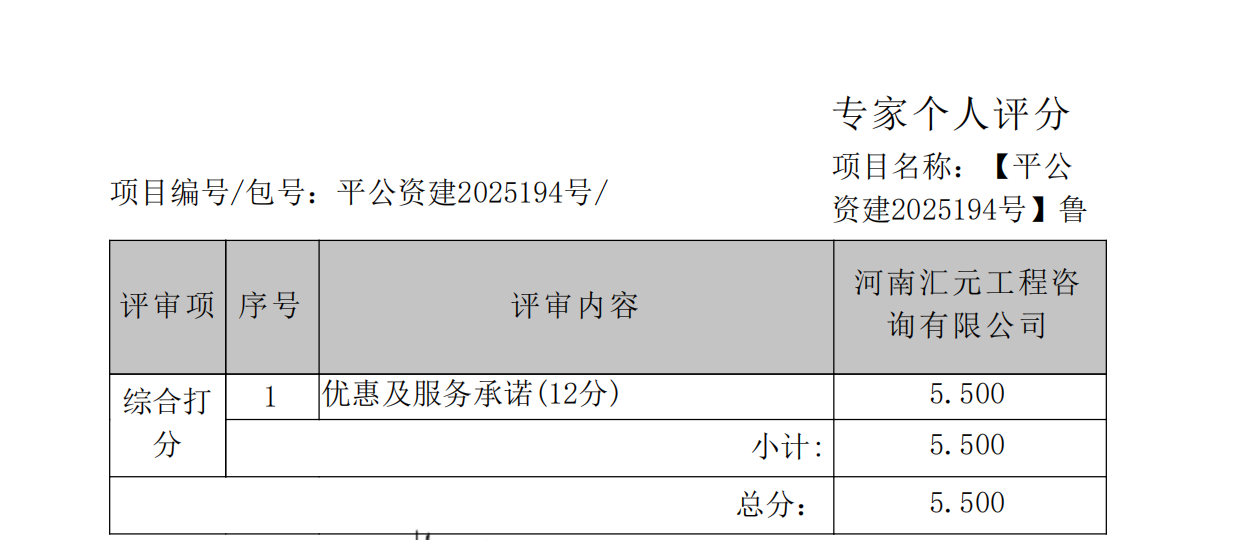 专家个人评分
项目编号/包号：平公资建2025194号/
项目名称：【平公
资建2025194号】鲁
评审项 序号 评审内容 河南汇元工程咨
询有限公司
综合打
分
1 优惠及服务承诺(12分) 5.500
小计: 5.500
总分: 5.500